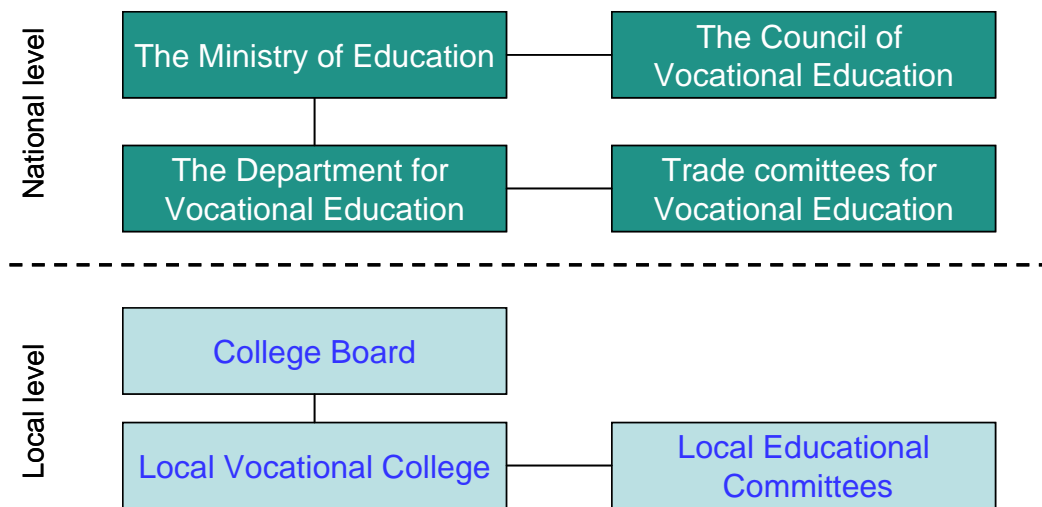 National level
The Ministry of Education
The Council of
Vocational Education
The Department for
Vocational Education
Trade comittees for
Vocational Education
Local level
College Board
Local Vocational College
Local Educational
Committees